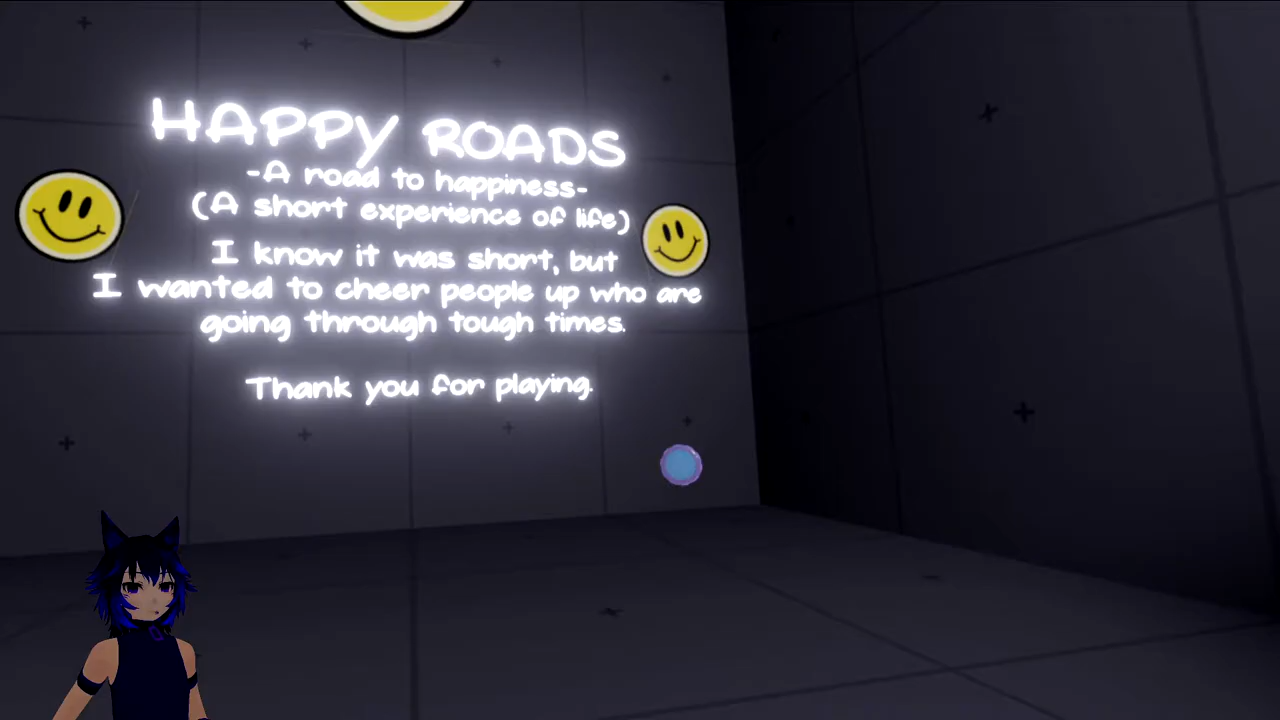 HAPPY ROADS
-A road to happiness-
(A short experience of life)
I know it was short, but
I wanted to cheer people up who are
going through tough times.
Thank you for playing.